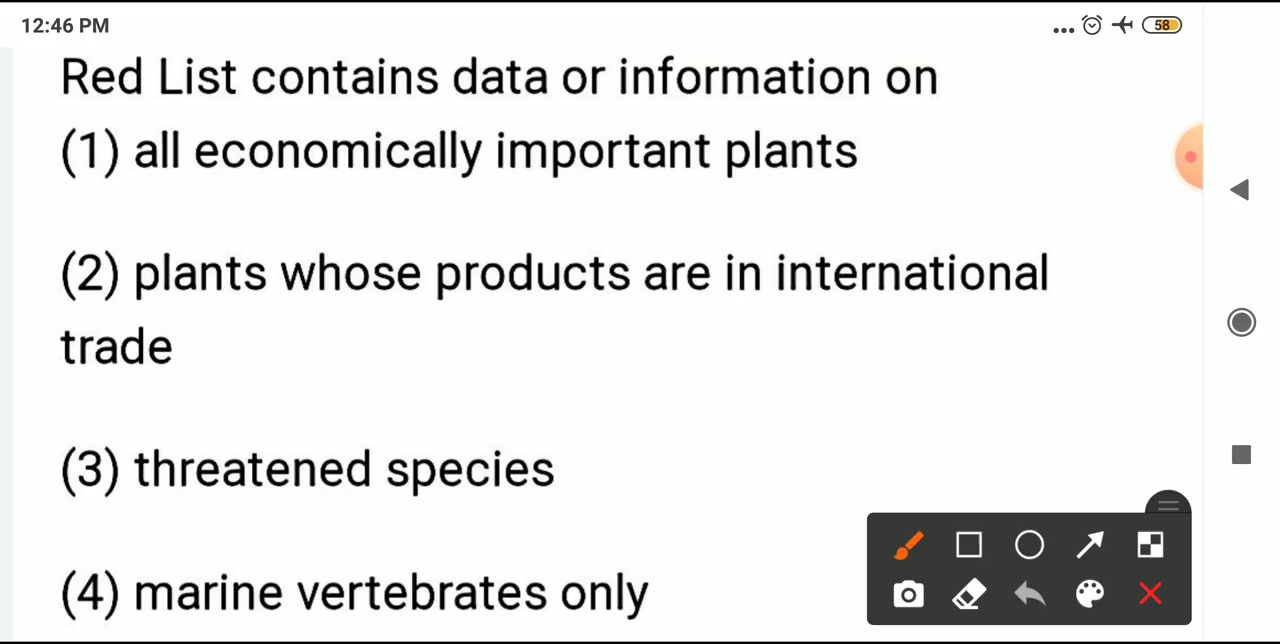 12:46 PM
58
Red List contains data or information on
(1) all economically important plants
(2) plants whose products are in international
trade
(3) threatened species
(4) marine vertebrates only